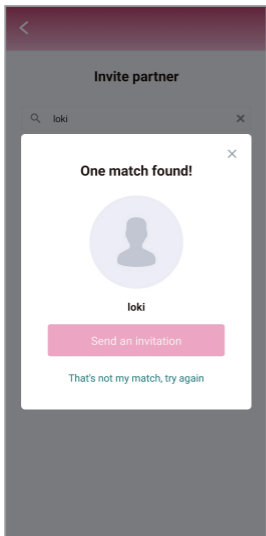 Invite partner
loki
One match found!
loki
Send an invitation
That's not my match, try again